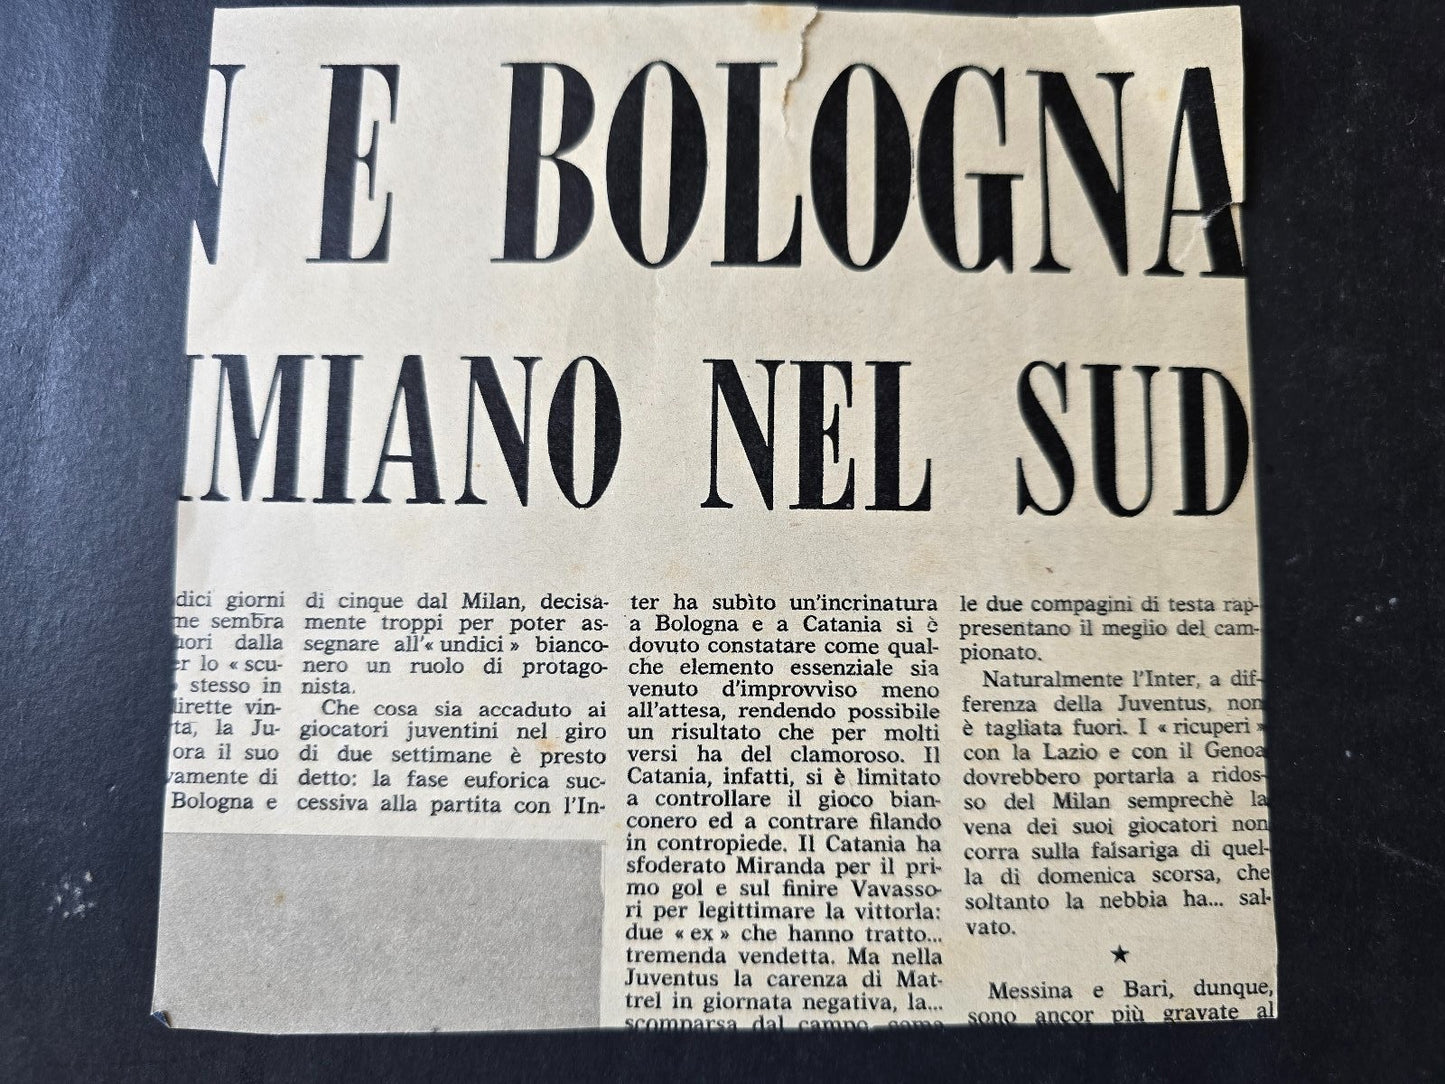 N E BOLOGNA
IMIANO NEL SUD
dici giorni
me sembra
uori dalla
er lo « scu-
stesso in
dirette vin-
ta, la Ju-
ora il suo
vamente di
Bologna e
di cinque dal Milan, decisa-
mente troppi per poter as-
segnare all'« undici » bianco-
nero un ruolo di protago-
nista.
Che cosa sia accaduto ai
giocatori juventini nel giro
di due settimane è presto
detto: la fase euforica suc-
cessiva alla partita con l'In-
ter ha subìto un'incrinatura
a Bologna e a Catania si è
dovuto constatare come qual-
che elemento essenziale sia
venuto d'improvviso meno
all'attesa, rendendo possibile
un risultato che per molti
versi ha del clamoroso. Il
Catania, infatti, si è limitato
a controllare il gioco bian-
conero ed a contrare filando
in contropiede. Il Catania ha
sfoderato Miranda per il pri-
mo gol e sul finire Vavasso-
ri per legittimare la vittoria:
due « ex » che hanno tratto...
tremenda vendetta. Ma nella
Juventus la carenza di Mat-
trel in giornata negativa, la...
scomparsa dal campo come
le due compagini di testa rap-
presentano il meglio del cam-
pionato.
Naturalmente l'Inter, a dif-
ferenza della Juventus, non
è tagliata fuori. I « ricuperi »
con la Lazio e con il Genoa
dovrebbero portarla a ridos-
so del Milan semprechè la
vena dei suoi giocatori non
corra sulla falsariga di quel-
la di domenica scorsa, che
soltanto la nebbia ha... sal-
vato.
★
Messina e Bari, dunque,
sono ancor più gravate al